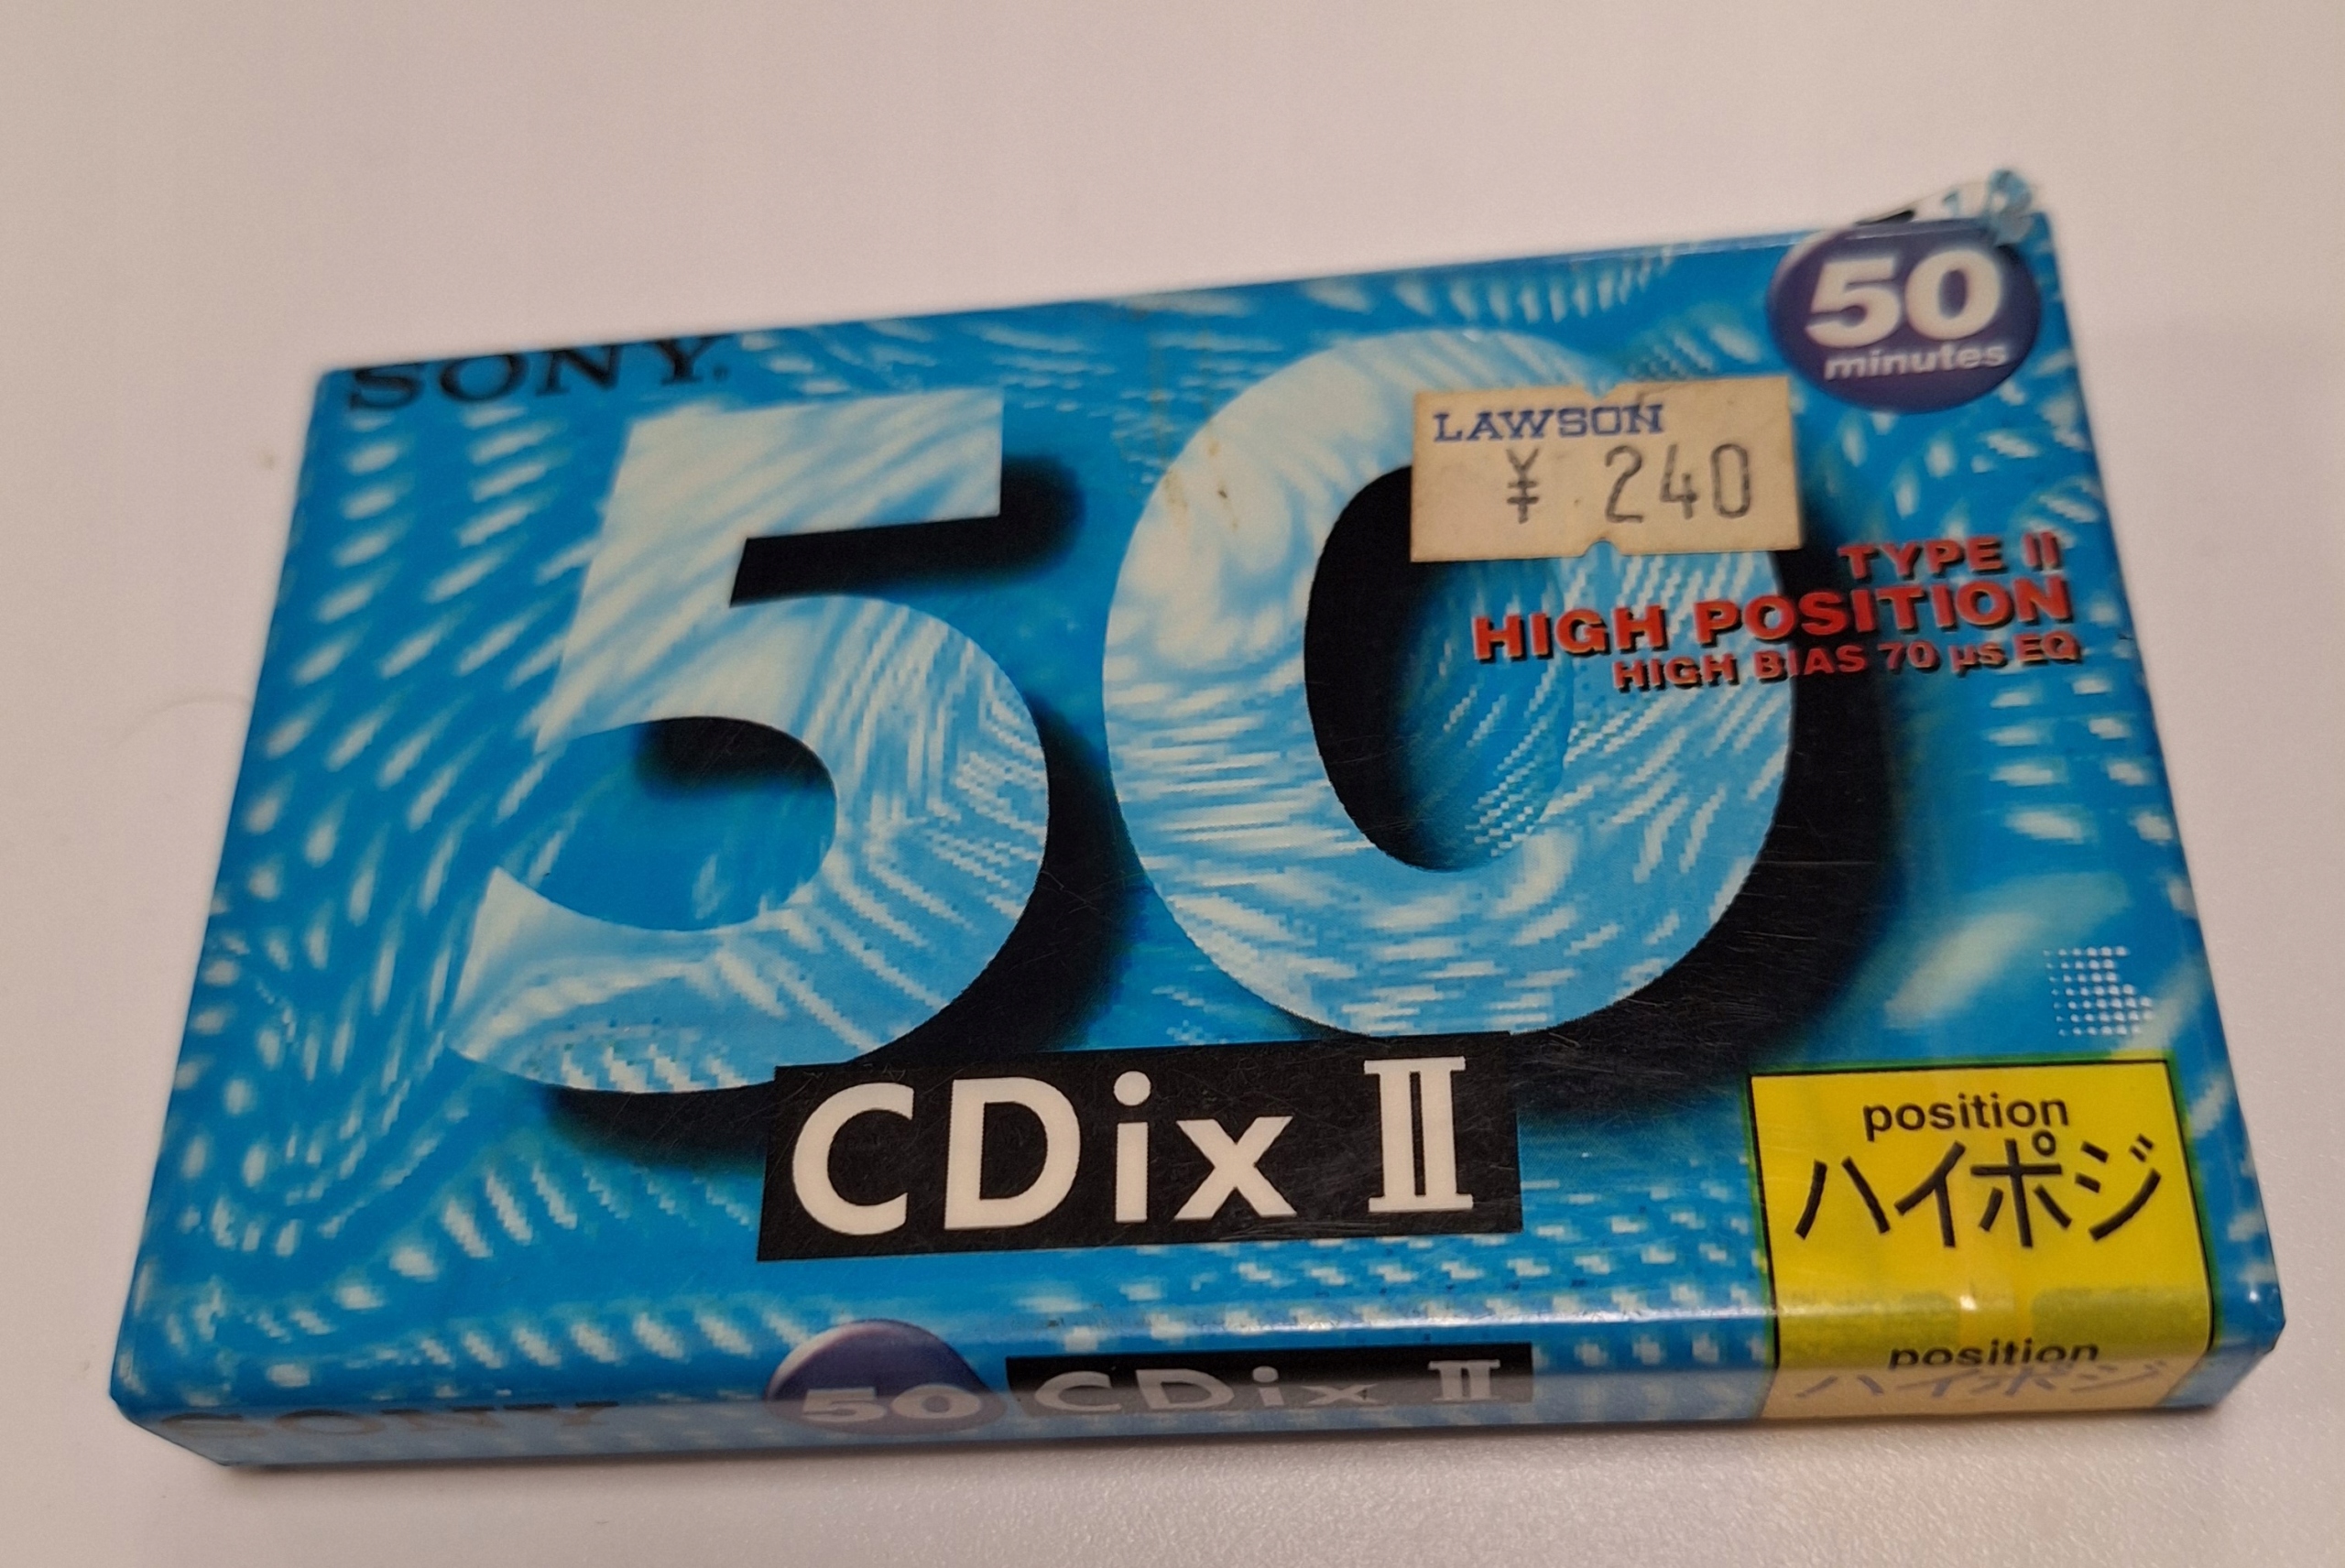 SONY.
50
minutes
50
LAWSON
¥ 240
TYPE II
HIGH POSITION
HIGH BIAS 70 µs EQ
CDix II
position
ハイポジ
SONY
50
CDix II
position
ハイポジ